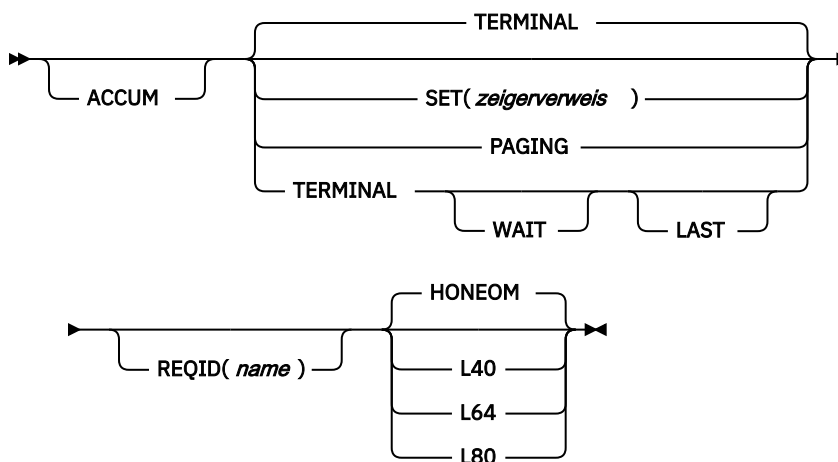 TERMINAL
ACCUM
SET( zeigerverweis )
PAGING
TERMINAL
WAIT
LAST
HONEOM
REQID( name )
L40
L64
L80